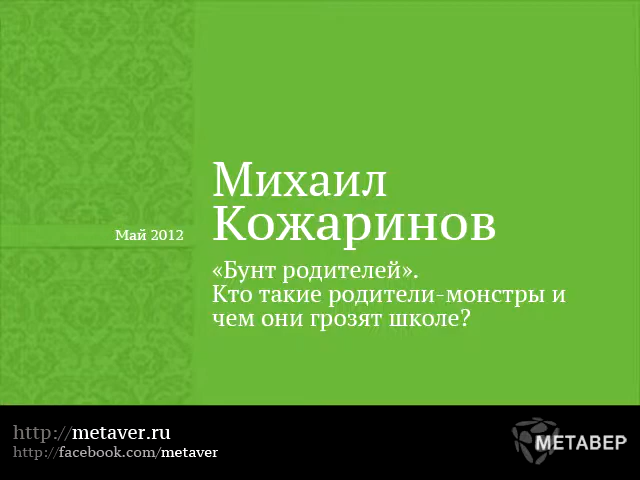 Михаил
Кожаринов
Май 2012
«Бунт родителей».
Кто такие родители-монстры и
чем они грозят школе?
http://metaver.ru
http://facebook.com/metaver
МЕТАВЕР